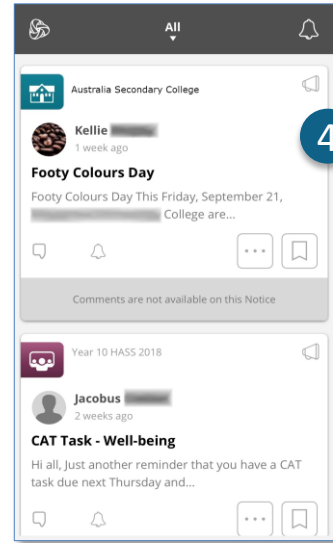 All
Australia Secondary College
Kellie
1 week ago
4
Footy Colours Day
Footy Colours Day This Friday, September 21,
College are...
Comments are not available on this Notice
Year 10 HASS 2018
Jacobus
2 weeks ago
CAT Task - Well-being
Hi all, Just another reminder that you have a CAT
task due next Thursday and...